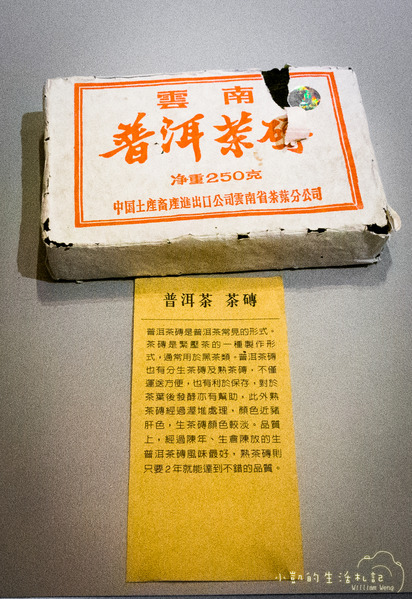 雲南
普洱茶磚
净重250克
中国土產畜產進出口公司雲南省茶葉分公司
普洱茶 茶磚
普洱茶磚是普洱茶常見的形式。
茶磚是緊壓茶的一種製作形
式，通常用於黑茶類。普洱茶磚
也有分生茶磚及熟茶磚，不僅
運送方便，也有利於保存，對於
茶葉後發酵亦有幫助，此外熟
茶磚經過渥堆處理，顏色近豬
肝色，生茶磚顏色較淡。品質
上，經過陳年、生倉陳放的生
普洱茶磚風味最好，熟茶磚則
只要2年就能達到不錯的品質。
小凱的生活札記
William Weng